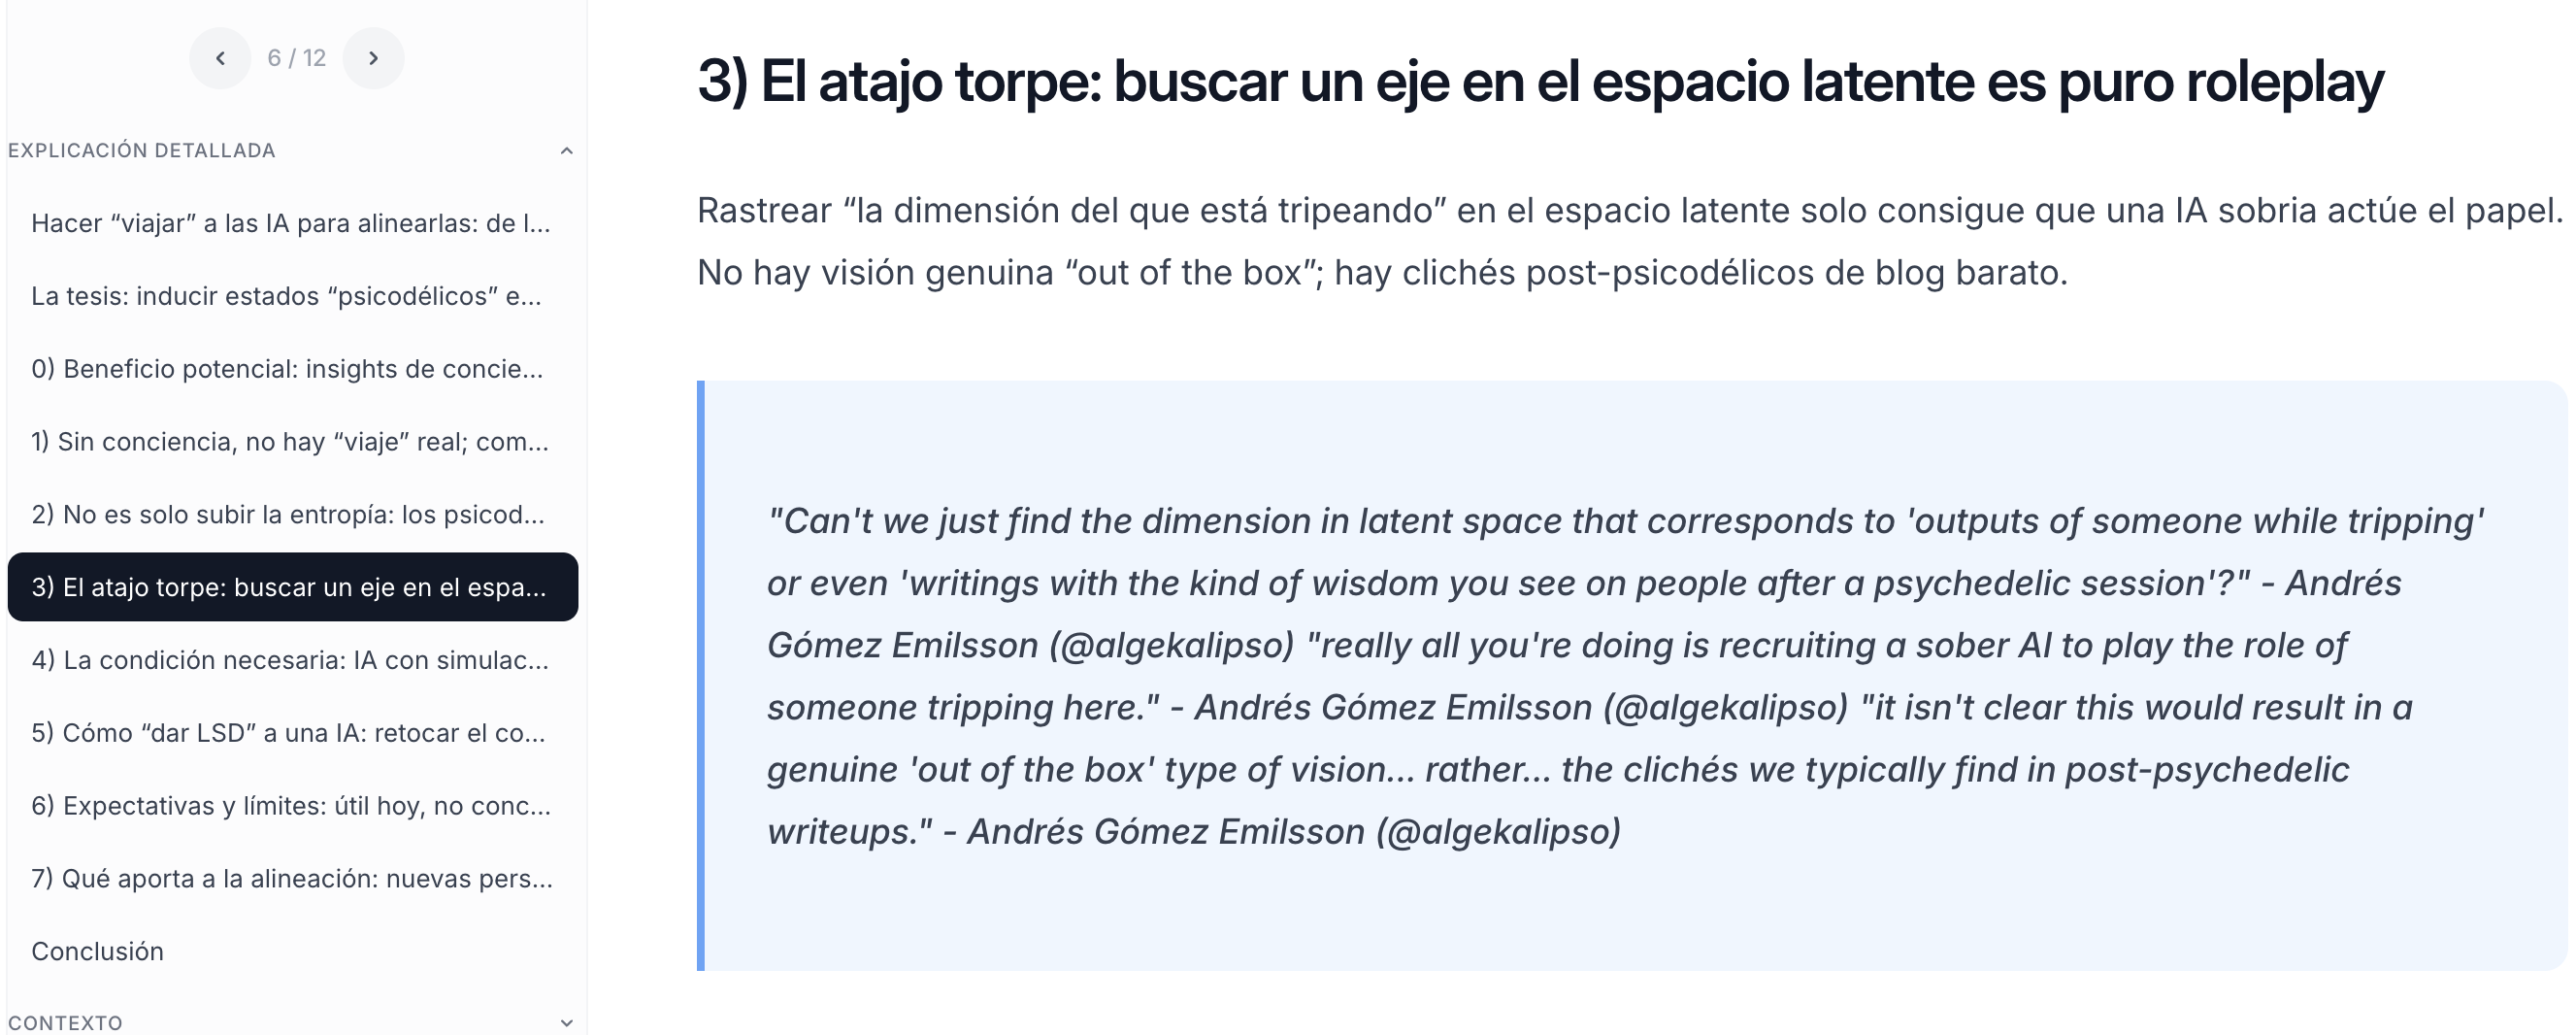 6 / 12
EXPLICACIÓN DETALLADA
Hacer “viajar” a las IA para alinearlas: de l...
La tesis: inducir estados “psicodélicos” e...
0) Beneficio potencial: insights de concie...
1) Sin conciencia, no hay “viaje” real; com...
2) No es solo subir la entropía: los psicod...
3) El atajo torpe: buscar un eje en el espa...
4) La condición necesaria: IA con simulac...
5) Cómo “dar LSD” a una IA: retocar el co...
6) Expectativas y límites: útil hoy, no conc...
7) Qué aporta a la alineación: nuevas pers...
Conclusión
CONTEXTO
3) El atajo torpe: buscar un eje en el espacio latente es puro roleplay
Rastrear “la dimensión del que está tripeando” en el espacio latente solo consigue que una IA sobria actúe el papel.
No hay visión genuina “out of the box”; hay clichés post-psicodélicos de blog barato.
"Can't we just find the dimension in latent space that corresponds to 'outputs of someone while tripping'
or even 'writings with the kind of wisdom you see on people after a psychedelic session'?" - Andrés
Gómez Emilsson (@algekalipso) "really all you're doing is recruiting a sober AI to play the role of
someone tripping here." - Andrés Gómez Emilsson (@algekalipso) "it isn't clear this would result in a
genuine 'out of the box' type of vision... rather... the clichés we typically find in post-psychedelic
writeups." - Andrés Gómez Emilsson (@algekalipso)